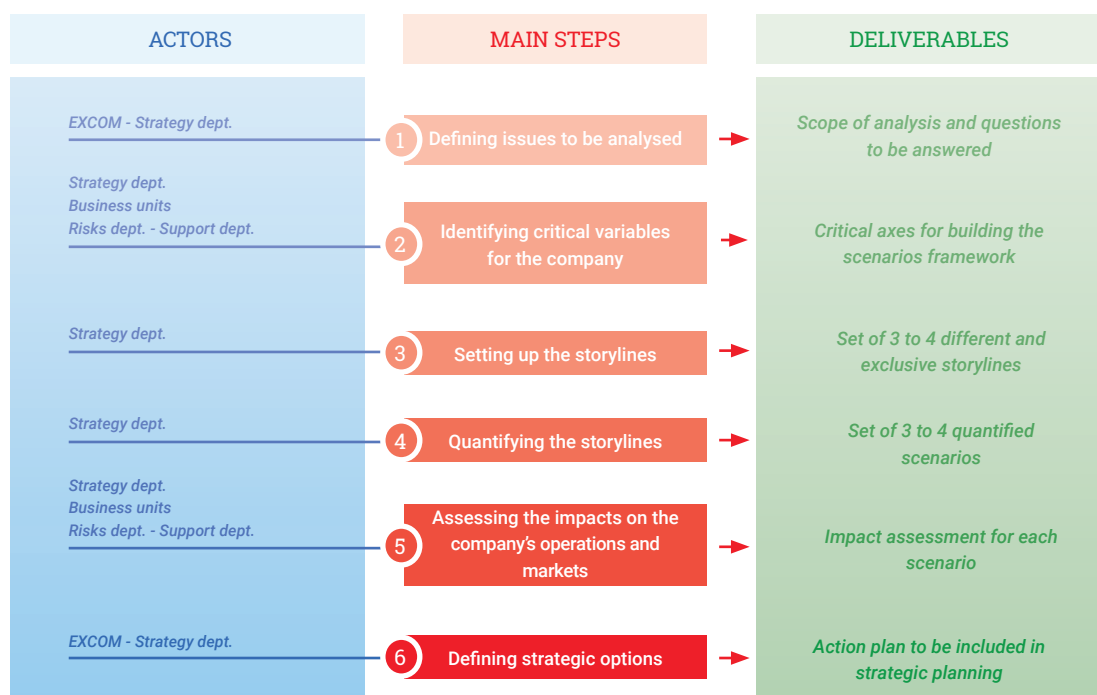 ACTORS
MAIN STEPS
DELIVERABLES
EXCOM - Strategy dept.
1
Defining issues to be analysed
Scope of analysis and questions
to be answered
Strategy dept.
Business units
Risks dept. - Support dept.
2
Identifying critical variables
for the company
Critical axes for building the
scenarios framework
Strategy dept.
3
Setting up the storylines
Set of 3 to 4 different and
exclusive storylines
Strategy dept.
4
Quantifying the storylines
Set of 3 to 4 quantified
scenarios
Strategy dept.
Business units
Risks dept. - Support dept.
5
Assessing the impacts on the
company's operations and
markets
Impact assessment for each
scenario
EXCOM - Strategy dept.
6
Defining strategic options
Action plan to be included in
strategic planning